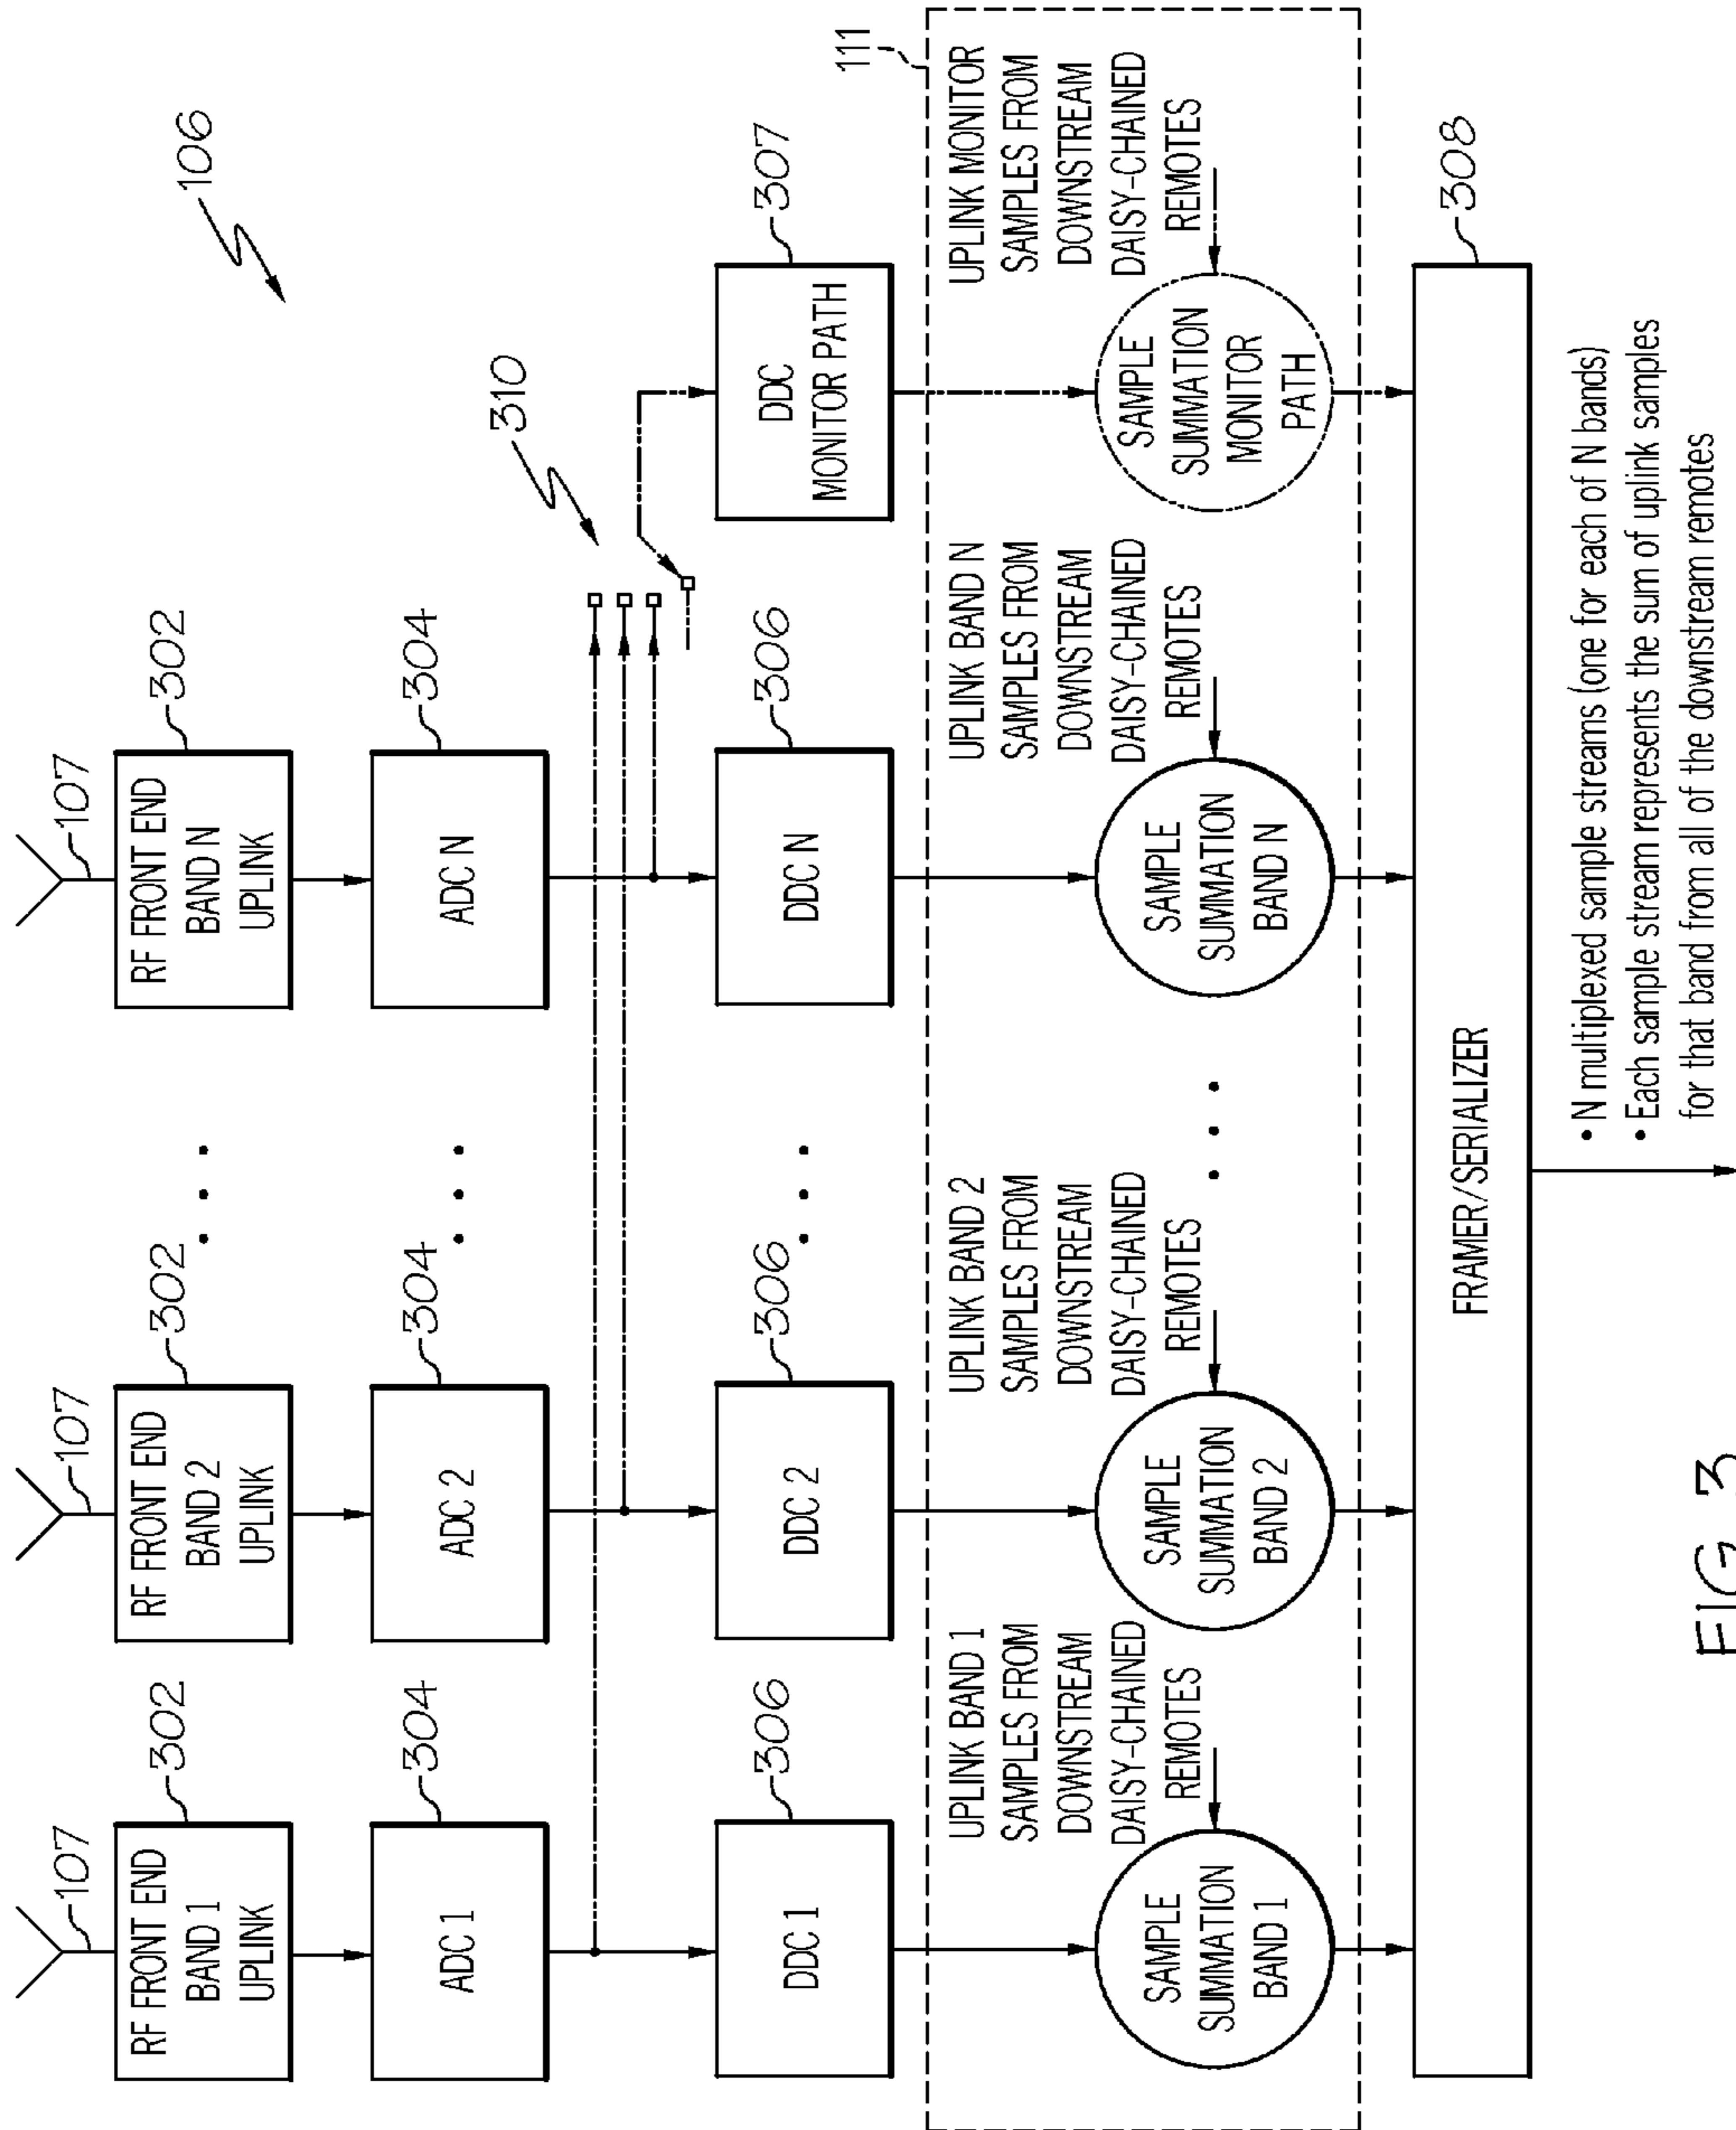 106
107
107
107
RF FRONT END
BAND 1
UPLINK
302
RF FRONT END
BAND 2
UPLINK
302
RF FRONT END
BAND N
UPLINK
302
ADC 1
304
ADC 2
304
ADC N
304
310
DDC 1
306
DDC 2
306
DDC N
306
DDC
MONITOR PATH
307
111
UPLINK BAND 1
SAMPLES FROM
DOWNSTREAM
DAISY-CHAINED
REMOTES
UPLINK BAND 2
SAMPLES FROM
DOWNSTREAM
DAISY-CHAINED
REMOTES
UPLINK BAND N
SAMPLES FROM
DOWNSTREAM
DAISY-CHAINED
REMOTES
UPLINK MONITOR
SAMPLES FROM
DOWNSTREAM
DAISY-CHAINED
REMOTES
SAMPLE
SUMMATION
BAND 1
SAMPLE
SUMMATION
BAND 2
SAMPLE
SUMMATION
BAND N
SAMPLE
SUMMATION
MONITOR
PATH
FRAMER/SERIALIZER
308
• N multiplexed sample streams (one for each of N bands)
• Each sample stream represents the sum of uplink samples
for that band from all of the downstream remotes
FIG. 3